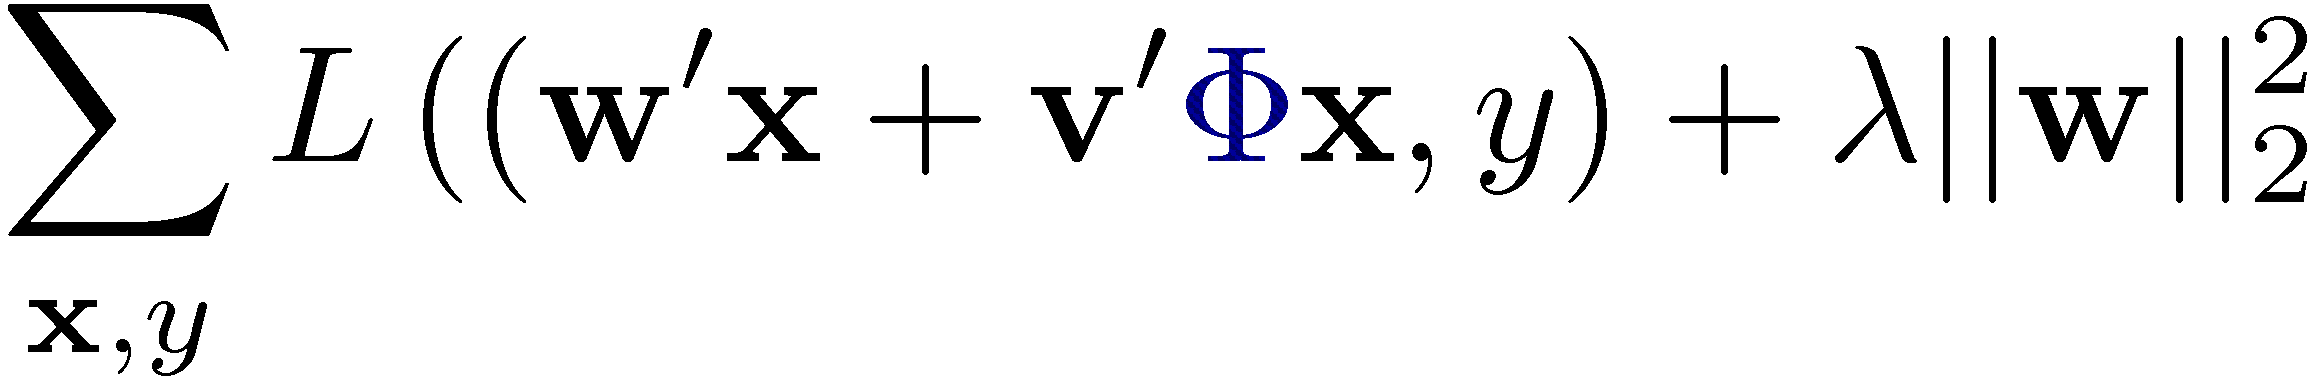 ∑ L ((w′x + v′Φx, y) + λ||w||₂²
x,y